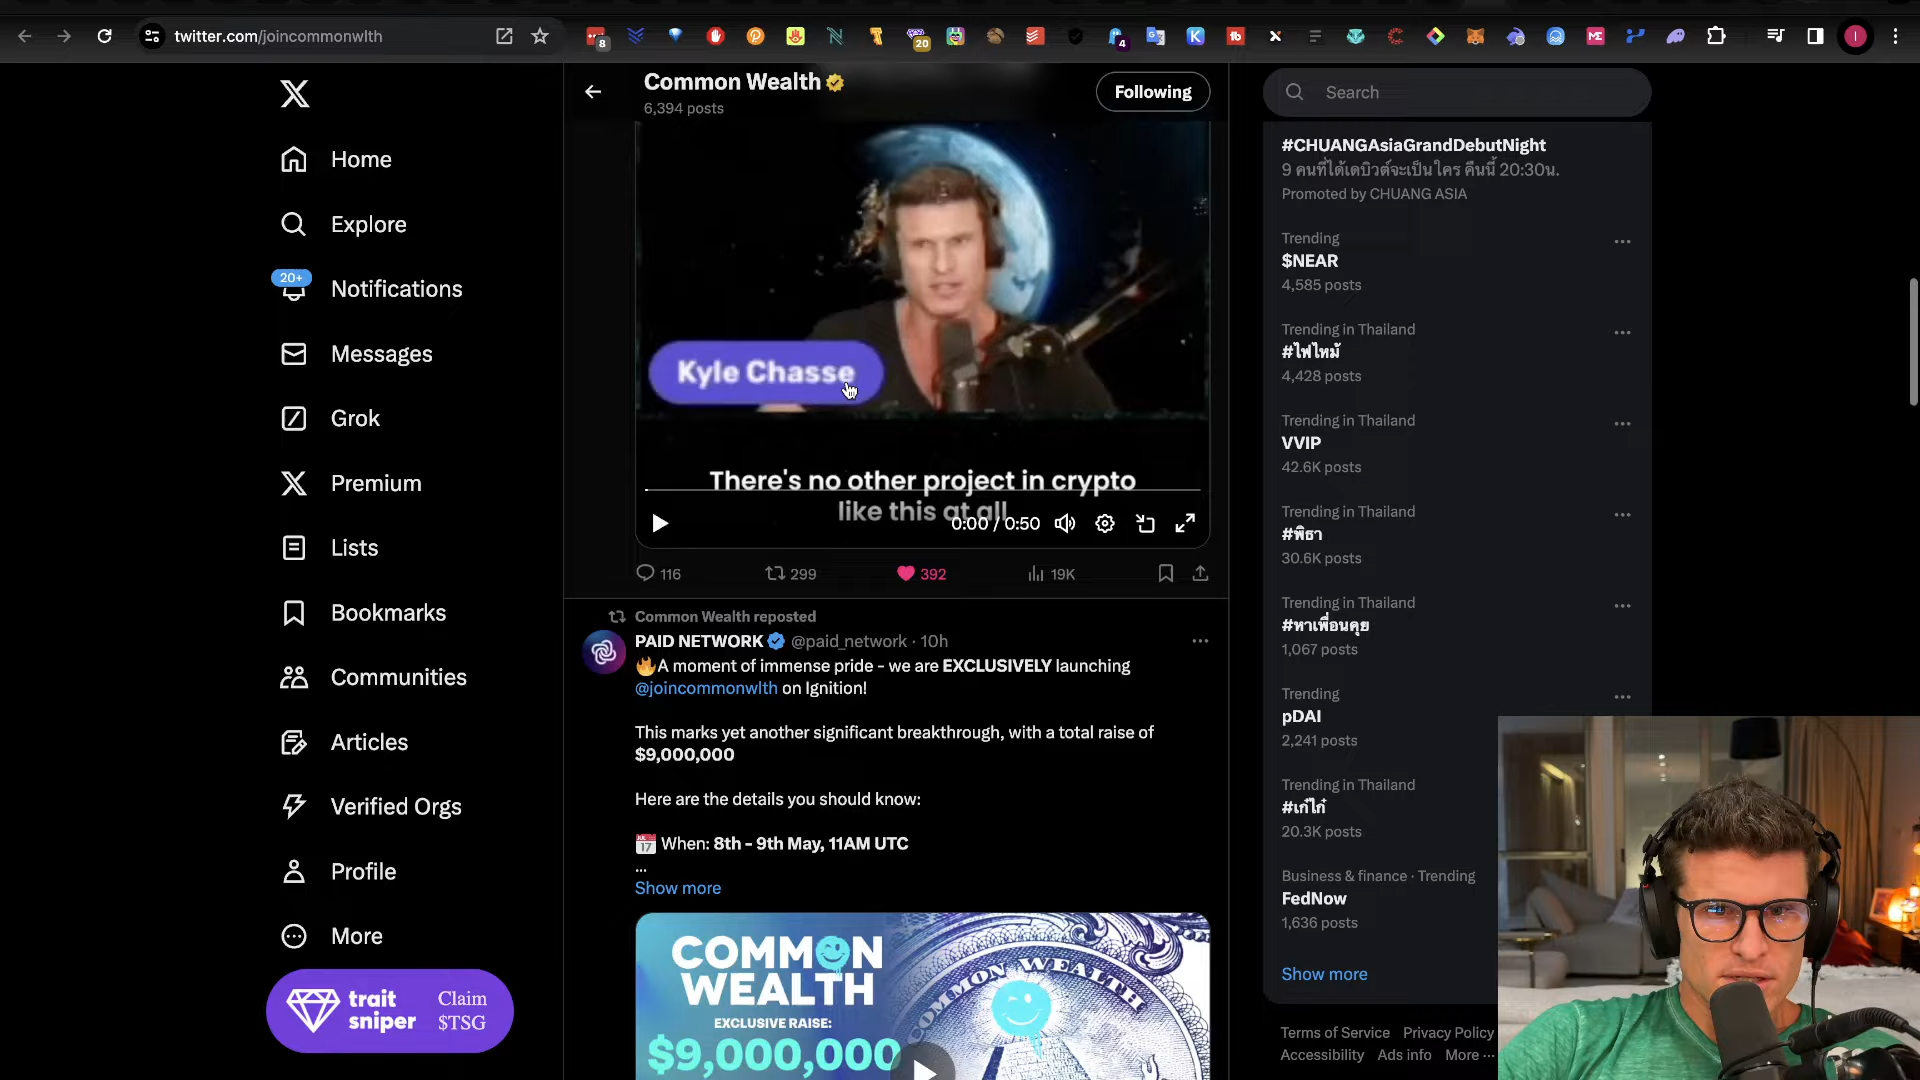 twitter.com/joincommonwlth
8
20
4
Home
Explore
20+
Notifications
Messages
Grok
Premium
Lists
Bookmarks
Communities
Articles
Verified Orgs
Profile
More
trait
sniper
Claim
$TSG
Common Wealth
6,394 posts
Following
Kyle Chasse
There's no other project in crypto
like this at all
0:00 / 0:50
116
299
392
19K
Common Wealth reposted
PAID NETWORK @paid_network · 10h
🔥A moment of immense pride - we are EXCLUSIVELY launching
@joincommonwlth on Ignition!
This marks yet another significant breakthrough, with a total raise of
$9,000,000
Here are the details you should know:
📅 When: 8th - 9th May, 11AM UTC
...
Show more
COMMON
WEALTH
EXCLUSIVE RAISE:
$9,000,000
COMMON WEALTH
Search
#CHUANGAsiaGrandDebutNight
9 คนที่ได้เดบิวต์จะเป็นใคร คืนนี้ 20:30น.
Promoted by CHUANG ASIA
Trending
$NEAR
4,585 posts
Trending in Thailand
#ไฟไหม้
4,428 posts
Trending in Thailand
VVIP
42.6K posts
Trending in Thailand
#พิธา
30.6K posts
Trending in Thailand
#หาเพื่อนคุย
1,067 posts
Trending
pDAI
2,241 posts
Trending in Thailand
#เก๋ไก๋
20.3K posts
Business & finance · Trending
FedNow
1,636 posts
Show more
Terms of Service Privacy Policy
Accessibility Ads info More ...